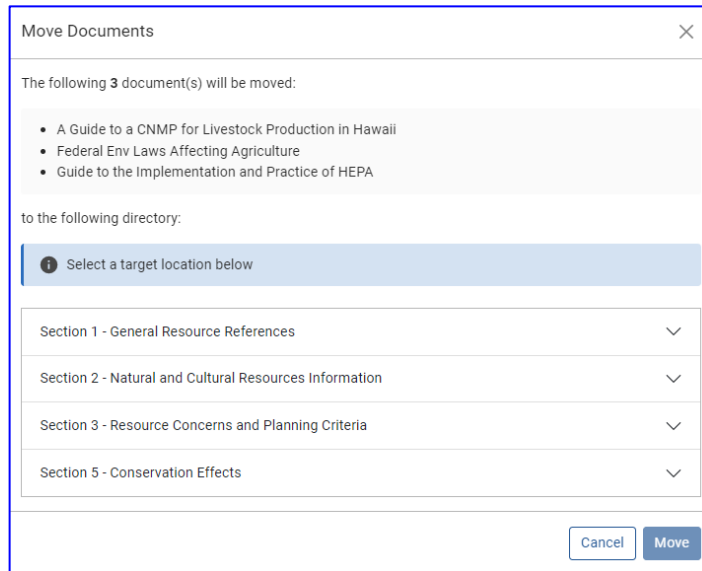 Move Documents
The following 3 document(s) will be moved:
A Guide to a CNMP for Livestock Production in Hawaii
Federal Env Laws Affecting Agriculture
Guide to the Implementation and Practice of HEPA
to the following directory:
Select a target location below
Section 1 - General Resource References
Section 2 - Natural and Cultural Resources Information
Section 3 - Resource Concerns and Planning Criteria
Section 5 - Conservation Effects
Cancel Move